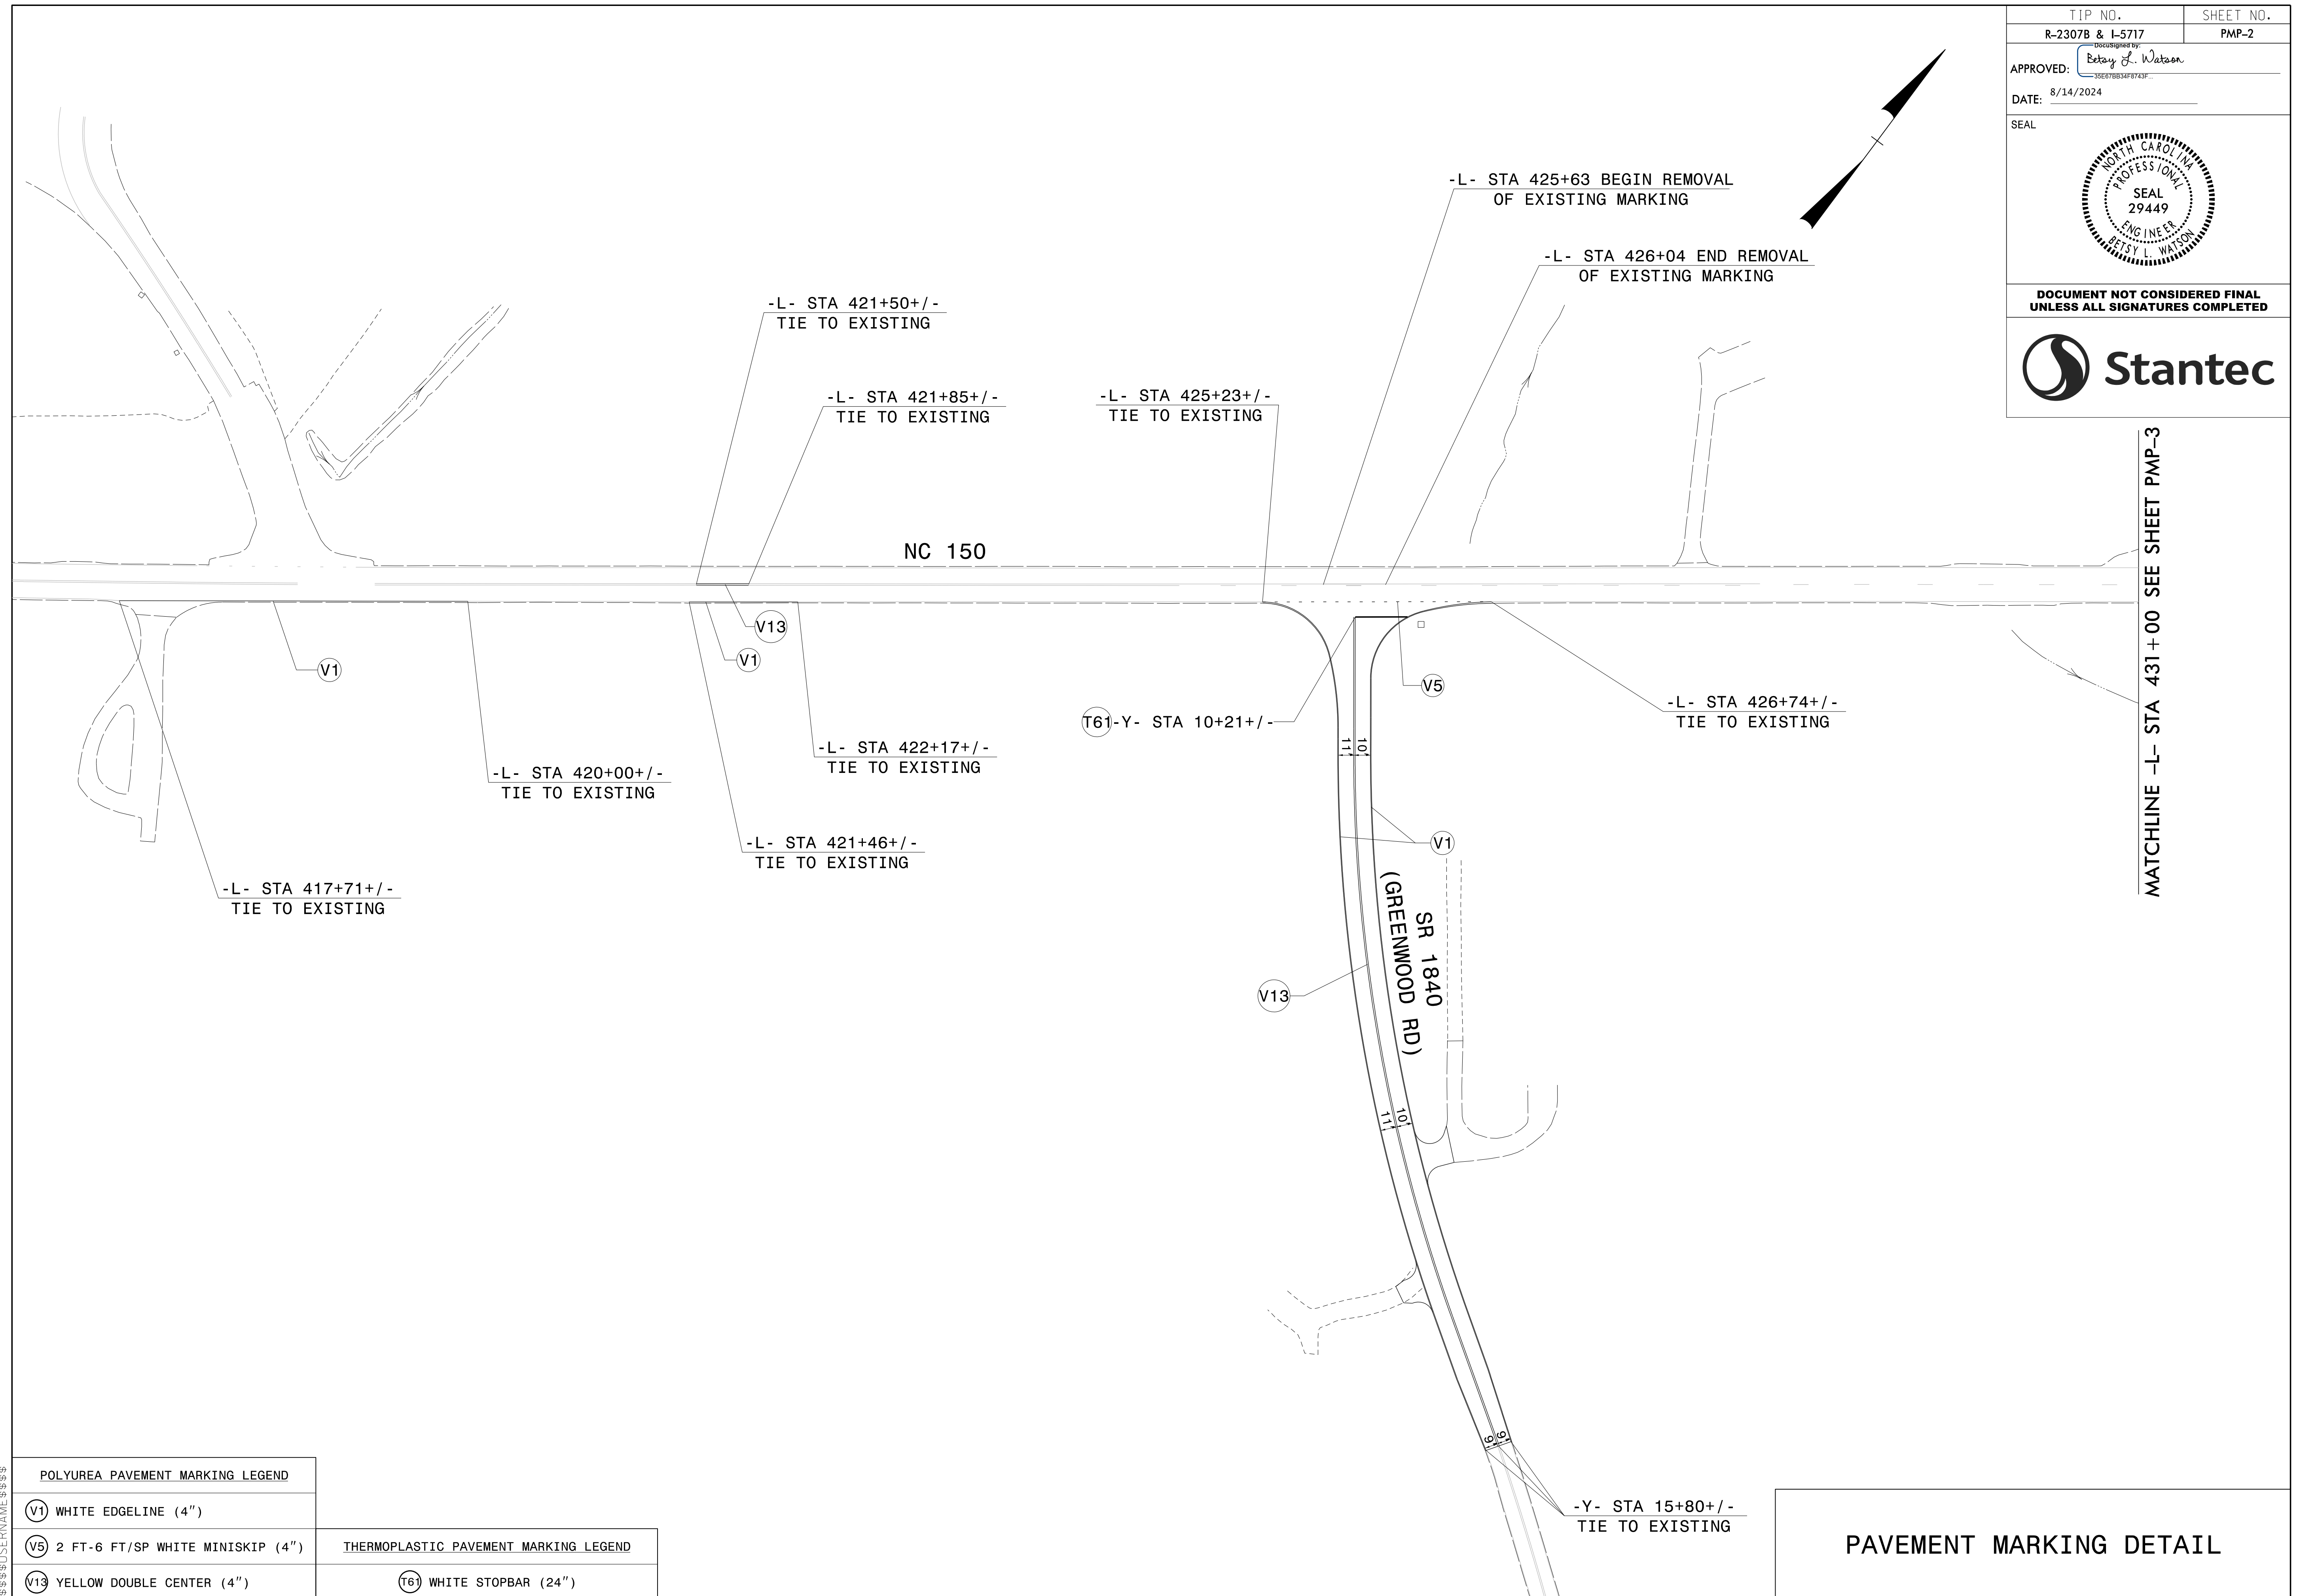 TIP NO.
SHEET NO.
R-2307B & I-5717
PMP-2
DocuSigned by:
Betsy L. Watson
APPROVED:
35E67BB34F8743F...
DATE: 8/14/2024
SEAL
NORTH CAROLINA
PROFESSIONAL
SEAL
29449
ENGINEER
BETSY L. WATSON
DOCUMENT NOT CONSIDERED FINAL
UNLESS ALL SIGNATURES COMPLETED
Stantec
-L- STA 425+63 BEGIN REMOVAL
OF EXISTING MARKING
-L- STA 426+04 END REMOVAL
OF EXISTING MARKING
-L- STA 421+50+/-
TIE TO EXISTING
-L- STA 421+85+/-
TIE TO EXISTING
-L- STA 425+23+/-
TIE TO EXISTING
NC 150
MATCHLINE -L- STA 431+00 SEE SHEET PMP-3
V13
V1
V1
V5
T61 -Y- STA 10+21+/-
-L- STA 426+74+/-
TIE TO EXISTING
11
10
-L- STA 422+17+/-
TIE TO EXISTING
-L- STA 420+00+/-
TIE TO EXISTING
-L- STA 421+46+/-
TIE TO EXISTING
V1
-L- STA 417+71+/-
TIE TO EXISTING
SR 1840
(GREENWOOD RD)
V13
11
10
9
9
-Y- STA 15+80+/-
TIE TO EXISTING
POLYUREA PAVEMENT MARKING LEGEND
V1 WHITE EDGELINE (4")
V5 2 FT-6 FT/SP WHITE MINISKIP (4")
V13 YELLOW DOUBLE CENTER (4")
THERMOPLASTIC PAVEMENT MARKING LEGEND
T61 WHITE STOPBAR (24")
PAVEMENT MARKING DETAIL